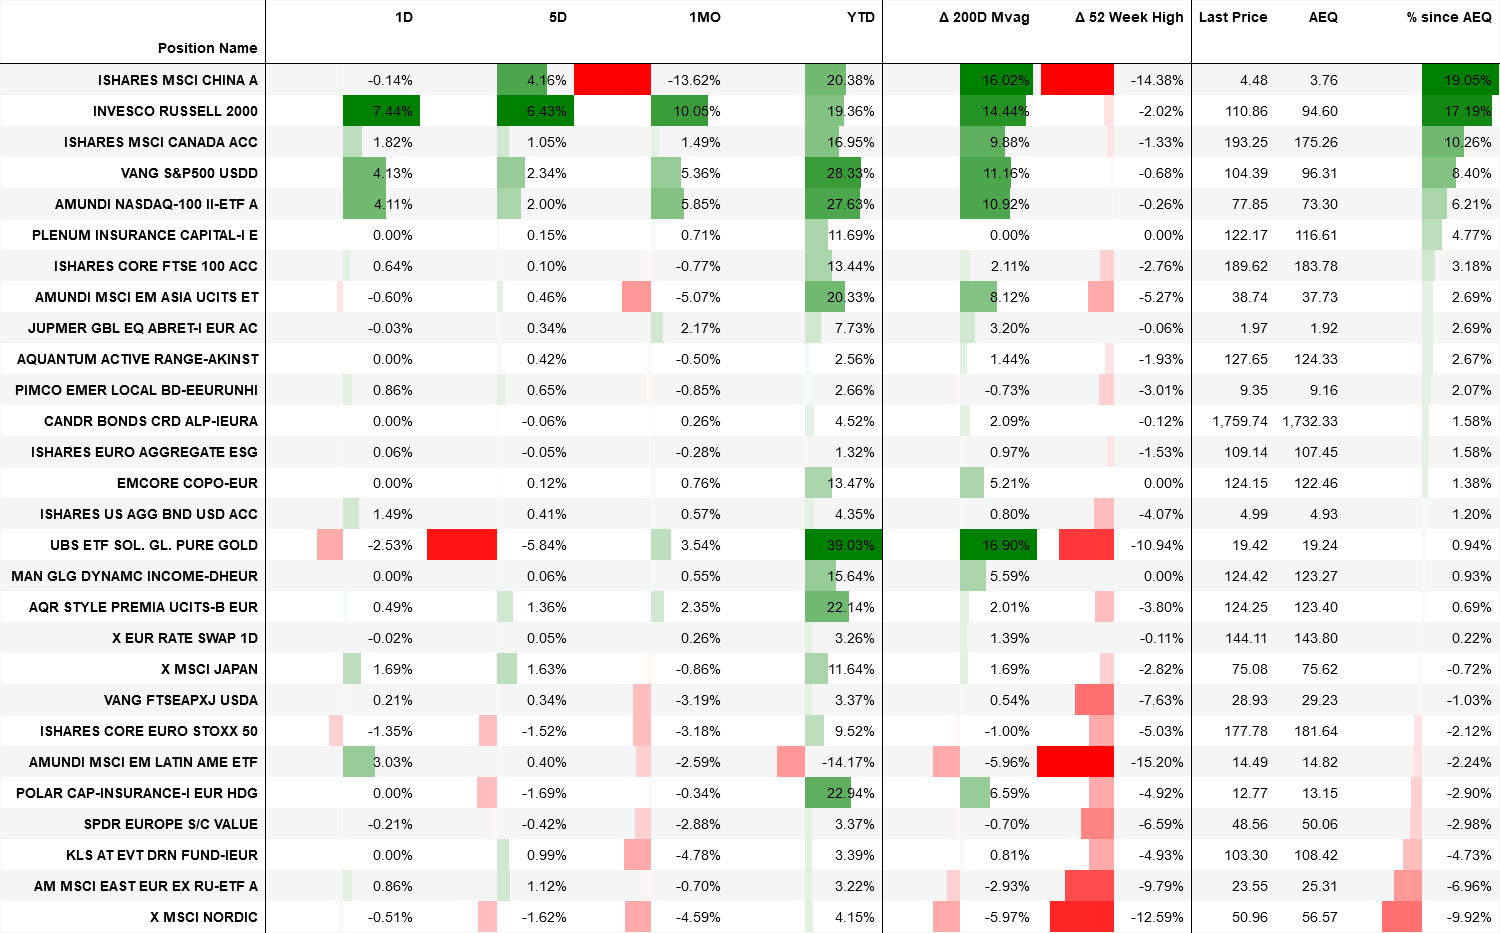 1D 5D 1MO YTD Δ 200D Mvag Δ 52 Week High Last Price AEQ % since AEQ
Position Name
ISHARES MSCI CHINA A -0.14% 4.16% -13.62% 20.38% 16.02% -14.38% 4.48 3.76 19.05%
INVESCO RUSSELL 2000 7.44% 6.43% 10.05% 19.36% 14.44% -2.02% 110.86 94.60 17.19%
ISHARES MSCI CANADA ACC 1.82% 1.05% 1.49% 16.95% 9.88% -1.33% 193.25 175.26 10.26%
VANG S&P500 USDD 4.13% 2.34% 5.36% 28.33% 11.16% -0.68% 104.39 96.31 8.40%
AMUNDI NASDAQ-100 II-ETF A 4.11% 2.00% 5.85% 27.63% 10.92% -0.26% 77.85 73.30 6.21%
PLENUM INSURANCE CAPITAL-I E 0.00% 0.15% 0.71% 11.69% 0.00% 0.00% 122.17 116.61 4.77%
ISHARES CORE FTSE 100 ACC 0.64% 0.10% -0.77% 13.44% 2.11% -2.76% 189.62 183.78 3.18%
AMUNDI MSCI EM ASIA UCITS ET -0.60% 0.46% -5.07% 20.33% 8.12% -5.27% 38.74 37.73 2.69%
JUPMER GBL EQ ABRET-I EUR AC -0.03% 0.34% 2.17% 7.73% 3.20% -0.06% 1.97 1.92 2.69%
AQUANTUM ACTIVE RANGE-AKINST 0.00% 0.42% -0.50% 2.56% 1.44% -1.93% 127.65 124.33 2.67%
PIMCO EMER LOCAL BD-EEURUNHI 0.86% 0.65% -0.85% 2.66% -0.73% -3.01% 9.35 9.16 2.07%
CANDR BONDS CRD ALP-IEURA 0.00% -0.06% 0.26% 4.52% 2.09% -0.12% 1,759.74 1,732.33 1.58%
ISHARES EURO AGGREGATE ESG 0.06% -0.05% -0.28% 1.32% 0.97% -1.53% 109.14 107.45 1.58%
EMCORE COPO-EUR 0.00% 0.12% 0.76% 13.47% 5.21% 0.00% 124.15 122.46 1.38%
ISHARES US AGG BND USD ACC 1.49% 0.41% 0.57% 4.35% 0.80% -4.07% 4.99 4.93 1.20%
UBS ETF SOL. GL. PURE GOLD -2.53% -5.84% 3.54% 39.03% 16.90% -10.94% 19.42 19.24 0.94%
MAN GLG DYNAMC INCOME-DHEUR 0.00% 0.06% 0.55% 15.64% 5.59% 0.00% 124.42 123.27 0.93%
AQR STYLE PREMIA UCITS-B EUR 0.49% 1.36% 2.35% 22.14% 2.01% -3.80% 124.25 123.40 0.69%
X EUR RATE SWAP 1D -0.02% 0.05% 0.26% 3.26% 1.39% -0.11% 144.11 143.80 0.22%
X MSCI JAPAN 1.69% 1.63% -0.86% 11.64% 1.69% -2.82% 75.08 75.62 -0.72%
VANG FTSEAPXJ USDA 0.21% 0.34% -3.19% 3.37% 0.54% -7.63% 28.93 29.23 -1.03%
ISHARES CORE EURO STOXX 50 -1.35% -1.52% -3.18% 9.52% -1.00% -5.03% 177.78 181.64 -2.12%
AMUNDI MSCI EM LATIN AME ETF 3.03% 0.40% -2.59% -14.17% -5.96% -15.20% 14.49 14.82 -2.24%
POLAR CAP-INSURANCE-I EUR HDG 0.00% -1.69% -0.34% 22.94% 6.59% -4.92% 12.77 13.15 -2.90%
SPDR EUROPE S/C VALUE -0.21% -0.42% -2.88% 3.37% -0.70% -6.59% 48.56 50.06 -2.98%
KLS AT EVT DRN FUND-IEUR 0.00% 0.99% -4.78% 3.39% 0.81% -4.93% 103.30 108.42 -4.73%
AM MSCI EAST EUR EX RU-ETF A 0.86% 1.12% -0.70% 3.22% -2.93% -9.79% 23.55 25.31 -6.96%
X MSCI NORDIC -0.51% -1.62% -4.59% 4.15% -5.97% -12.59% 50.96 56.57 -9.92%